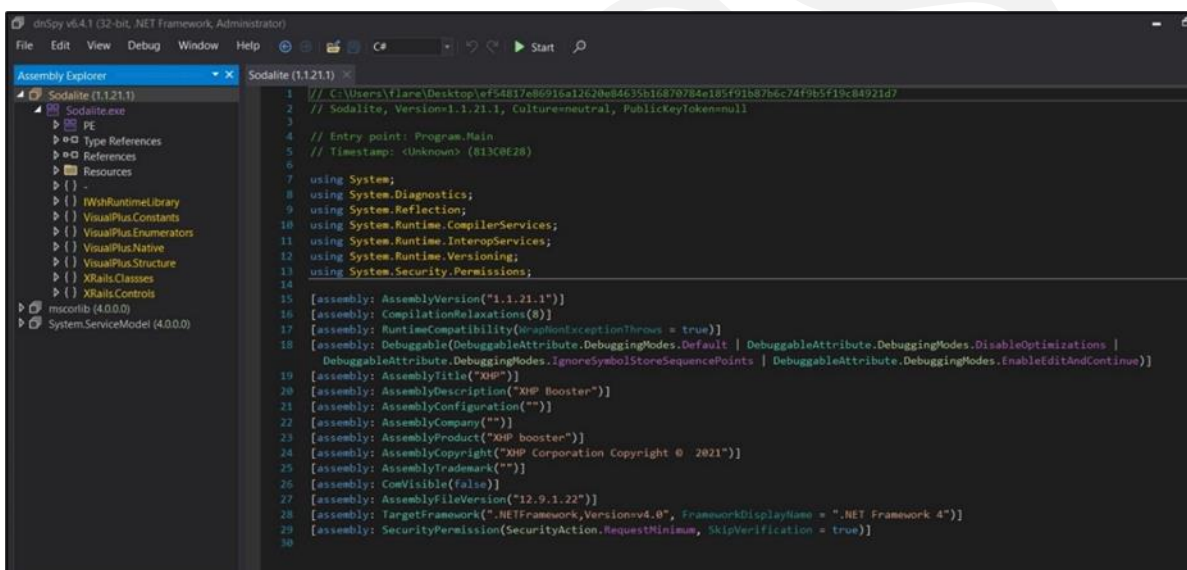 dnSpy v6.4.1 (32-bit, .NET Framework, Administrator)
File Edit View Debug Window Help C# Start
Assembly Explorer
Sodalite (1.1.21.1)
Sodalite.exe
PE
Type References
References
Resources
{ } -
{ } IWshRuntimeLibrary
{ } VisualPlus.Constants
{ } VisualPlus.Enumerators
{ } VisualPlus.Native
{ } VisualPlus.Structure
{ } XRails.Classses
{ } XRails.Controls
mscorlib (4.0.0.0)
System.ServiceModel (4.0.0.0)
Sodalite (1.1.21.1)
1 // C:\Users\flare\Desktop\ef54817e86916a12620e84635b16870784e185f91b87b6c74f9b5f19c84921d7
2 // Sodalite, Version=1.1.21.1, Culture=neutral, PublicKeyToken=null
3
4 // Entry point: Program.Main
5 // Timestamp: <Unknown> (813C0E28)
6
7 using System;
8 using System.Diagnostics;
9 using System.Reflection;
10 using System.Runtime.CompilerServices;
11 using System.Runtime.InteropServices;
12 using System.Runtime.Versioning;
13 using System.Security.Permissions;
14
15 [assembly: AssemblyVersion("1.1.21.1")]
16 [assembly: CompilationRelaxations(8)]
17 [assembly: RuntimeCompatibility(WrapNonExceptionThrows = true)]
18 [assembly: Debuggable(DebuggableAttribute.DebuggingModes.Default | DebuggableAttribute.DebuggingModes.DisableOptimizations |
DebuggableAttribute.DebuggingModes.IgnoreSymbolStoreSequencePoints | DebuggableAttribute.DebuggingModes.EnableEditAndContinue)]
19 [assembly: AssemblyTitle("XHP")]
20 [assembly: AssemblyDescription("XHP Booster")]
21 [assembly: AssemblyConfiguration("")]
22 [assembly: AssemblyCompany("")]
23 [assembly: AssemblyProduct("XHP booster")]
24 [assembly: AssemblyCopyright("XHP Corporation Copyright © 2021")]
25 [assembly: AssemblyTrademark("")]
26 [assembly: ComVisible(false)]
27 [assembly: AssemblyFileVersion("12.9.1.22")]
28 [assembly: TargetFramework(".NETFramework,Version=v4.0", FrameworkDisplayName = ".NET Framework 4")]
29 [assembly: SecurityPermission(SecurityAction.RequestMinimum, SkipVerification = true)]
30